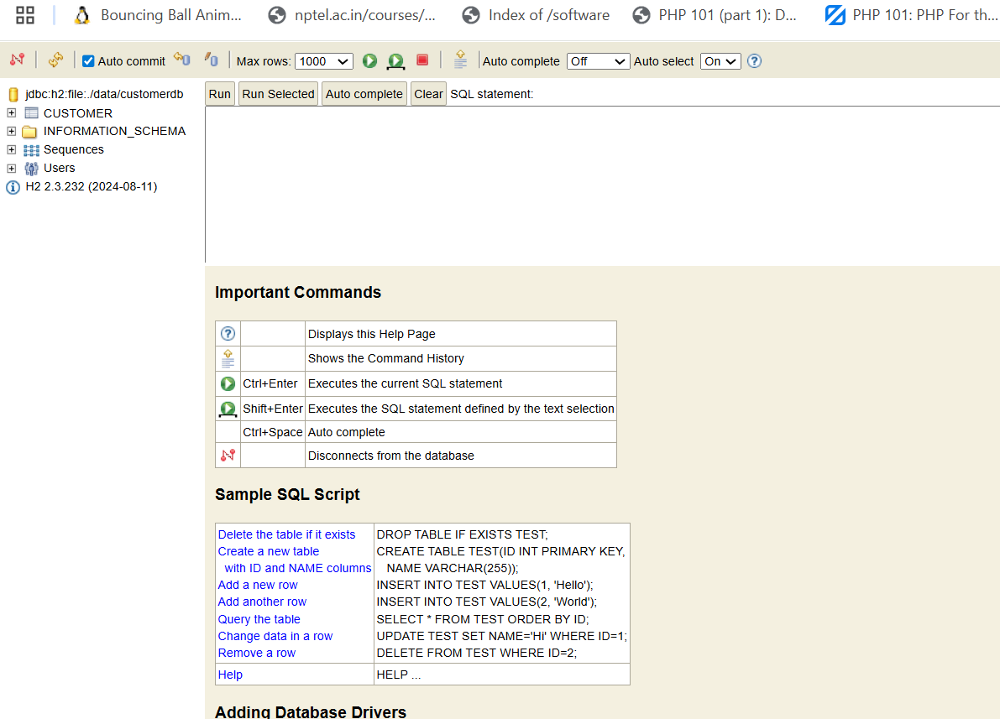 Bouncing Ball Anim... nptel.ac.in/courses/... Index of /software PHP 101 (part 1): D... PHP 101: PHP For th...
Auto commit Max rows: 1000 Auto complete Off Auto select On ?
jdbc:h2:file:./data/customerdb
CUSTOMER
INFORMATION_SCHEMA
Sequences
Users
H2 2.3.232 (2024-08-11)
Run Run Selected Auto complete Clear SQL statement:
Important Commands
? Displays this Help Page
Shows the Command History
Ctrl+Enter Executes the current SQL statement
Shift+Enter Executes the SQL statement defined by the text selection
Ctrl+Space Auto complete
Disconnects from the database
Sample SQL Script
Delete the table if it exists DROP TABLE IF EXISTS TEST;
Create a new table CREATE TABLE TEST(ID INT PRIMARY KEY,
with ID and NAME columns NAME VARCHAR(255));
Add a new row INSERT INTO TEST VALUES(1, 'Hello');
Add another row INSERT INTO TEST VALUES(2, 'World');
Query the table SELECT * FROM TEST ORDER BY ID;
Change data in a row UPDATE TEST SET NAME='Hi' WHERE ID=1;
Remove a row DELETE FROM TEST WHERE ID=2;
Help HELP ...
Adding Database Drivers